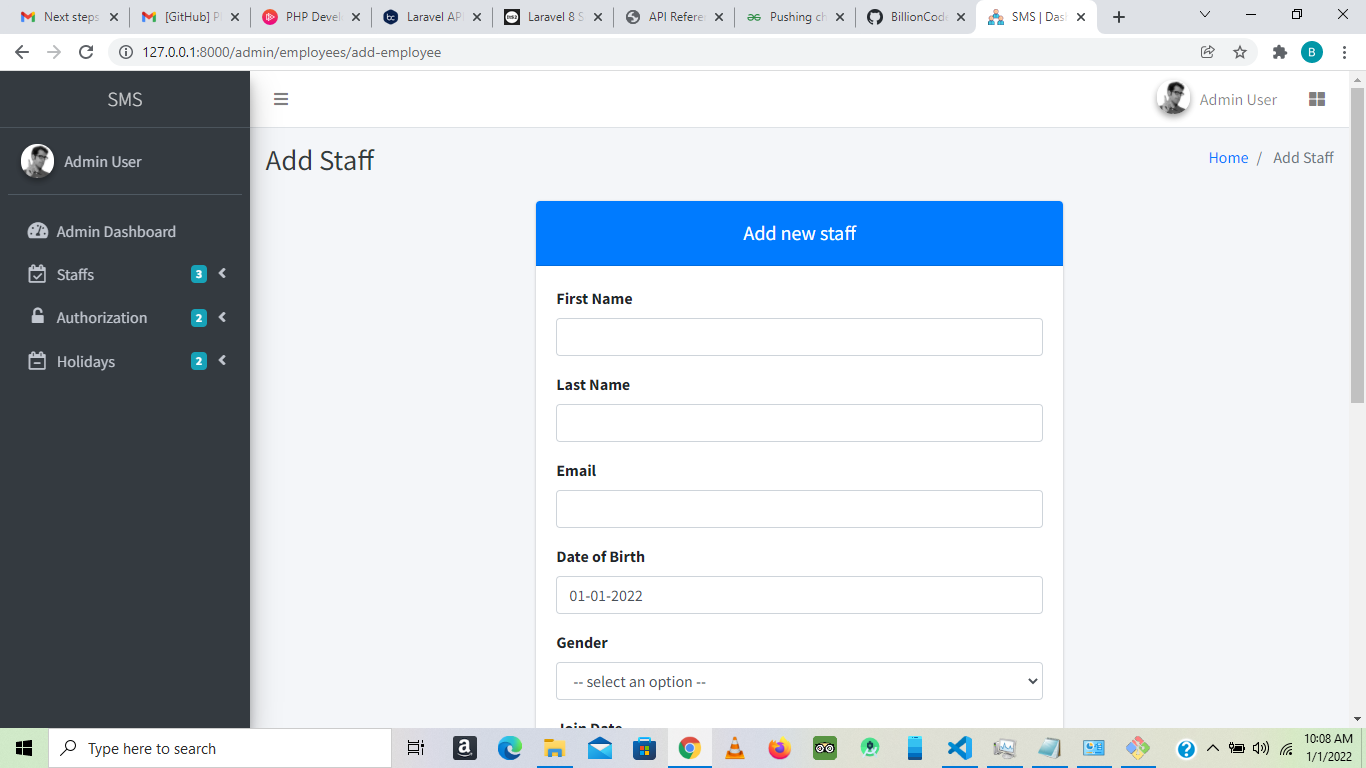 Next steps
[GitHub] Pl
PHP Devel
Laravel API
Laravel 8 S
API Refere
Pushing ch
BillionCod
SMS | Das
127.0.0.1:8000/admin/employees/add-employee
B
SMS
Admin User
Admin User
Add Staff
Home / Add Staff
Admin Dashboard
Staffs 3
Authorization 2
Holidays 2
Add new staff
First Name
Last Name
Email
Date of Birth
01-01-2022
Gender
-- select an option --
Join Date
Type here to search
10:08 AM
1/1/2022